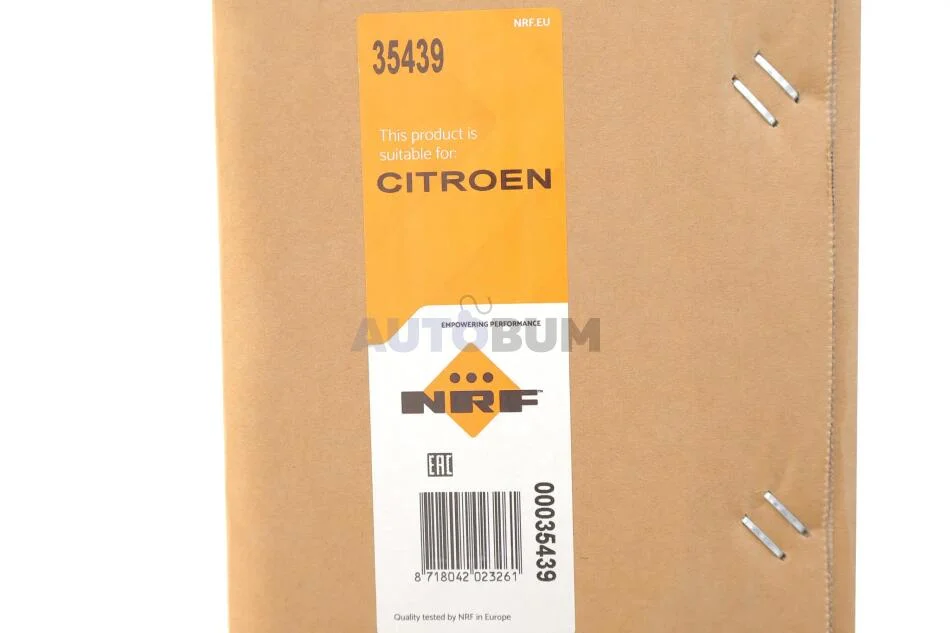 NRF.EU
35439
This product is
suitable for:
CITROEN
EMPOWERING PERFORMANCE
AUTOBUM
NRF™
EAC
00035439
8 718042 023261
Quality tested by NRF in Europe